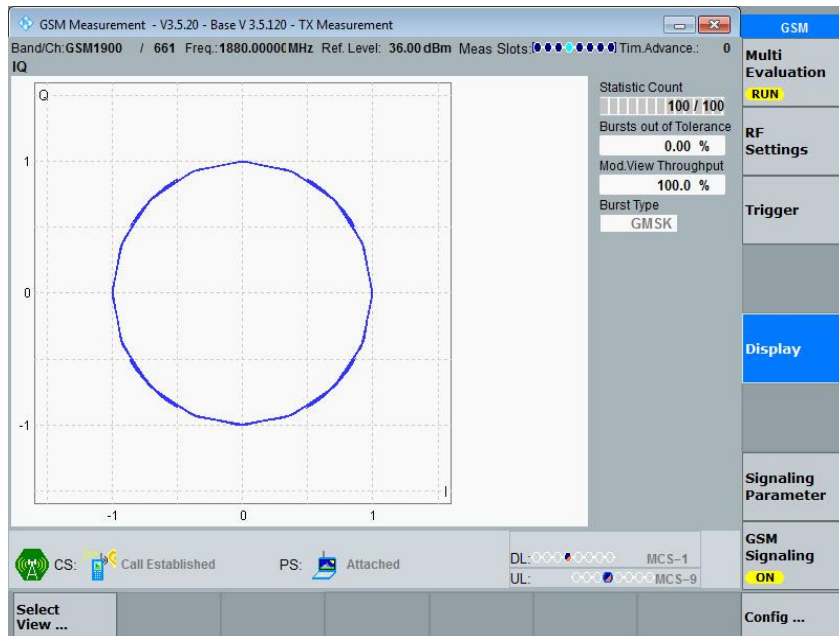 GSM Measurement - V3.5.20 - Base V 3.5.120 - TX Measurement
GSM
Band/Ch:GSM1900 / 661 Freq.:1880.00000MHz Ref. Level: 36.00 dBm Meas Slots: Tim.Advance.: 0
IQ
Multi
Evaluation
RUN
Q
Statistic Count
100 / 100
Bursts out of Tolerance
0.00 %
Mod.View Throughput
100.0 %
Burst Type
GMSK
RF
Settings
Trigger
Display
1
0
-1
I
-1 0 1
Signaling
Parameter
CS: Call Established PS: Attached
DL: MCS-1
UL: MCS-9
GSM
Signaling
ON
Select
View ...
Config ...